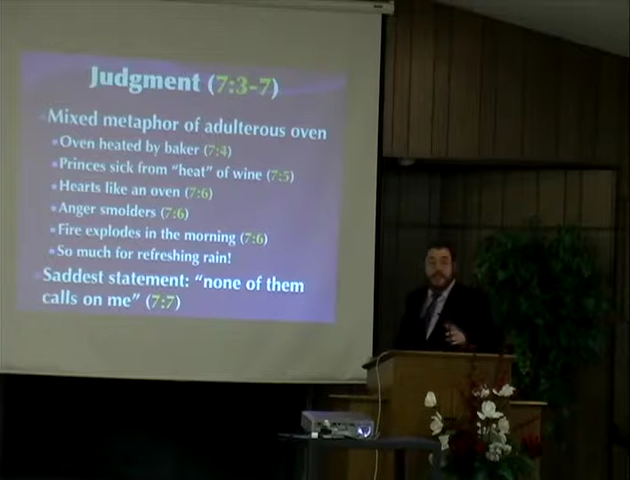 Judgment (7:3-7)
Mixed metaphor of adulterous oven
Oven heated by baker (7:4)
Princes sick from "heat" of wine (7:5)
Hearts like an oven (7:6)
Anger smolders (7:6)
Fire explodes in the morning (7:6)
So much for refreshing rain!
Saddest statement: "none of them
calls on me" (7:7)